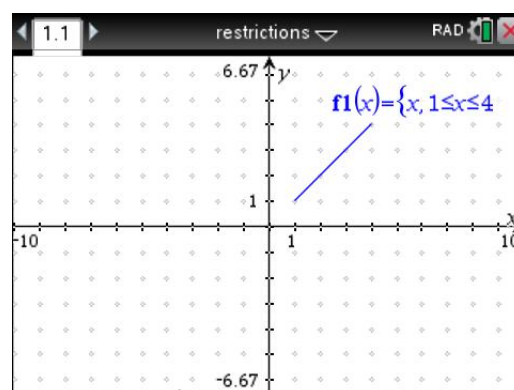 1.1 restrictions RAD
6.67 y
f1(x)={x, 1≤x≤4
1
x
-10 1 10
-6.67